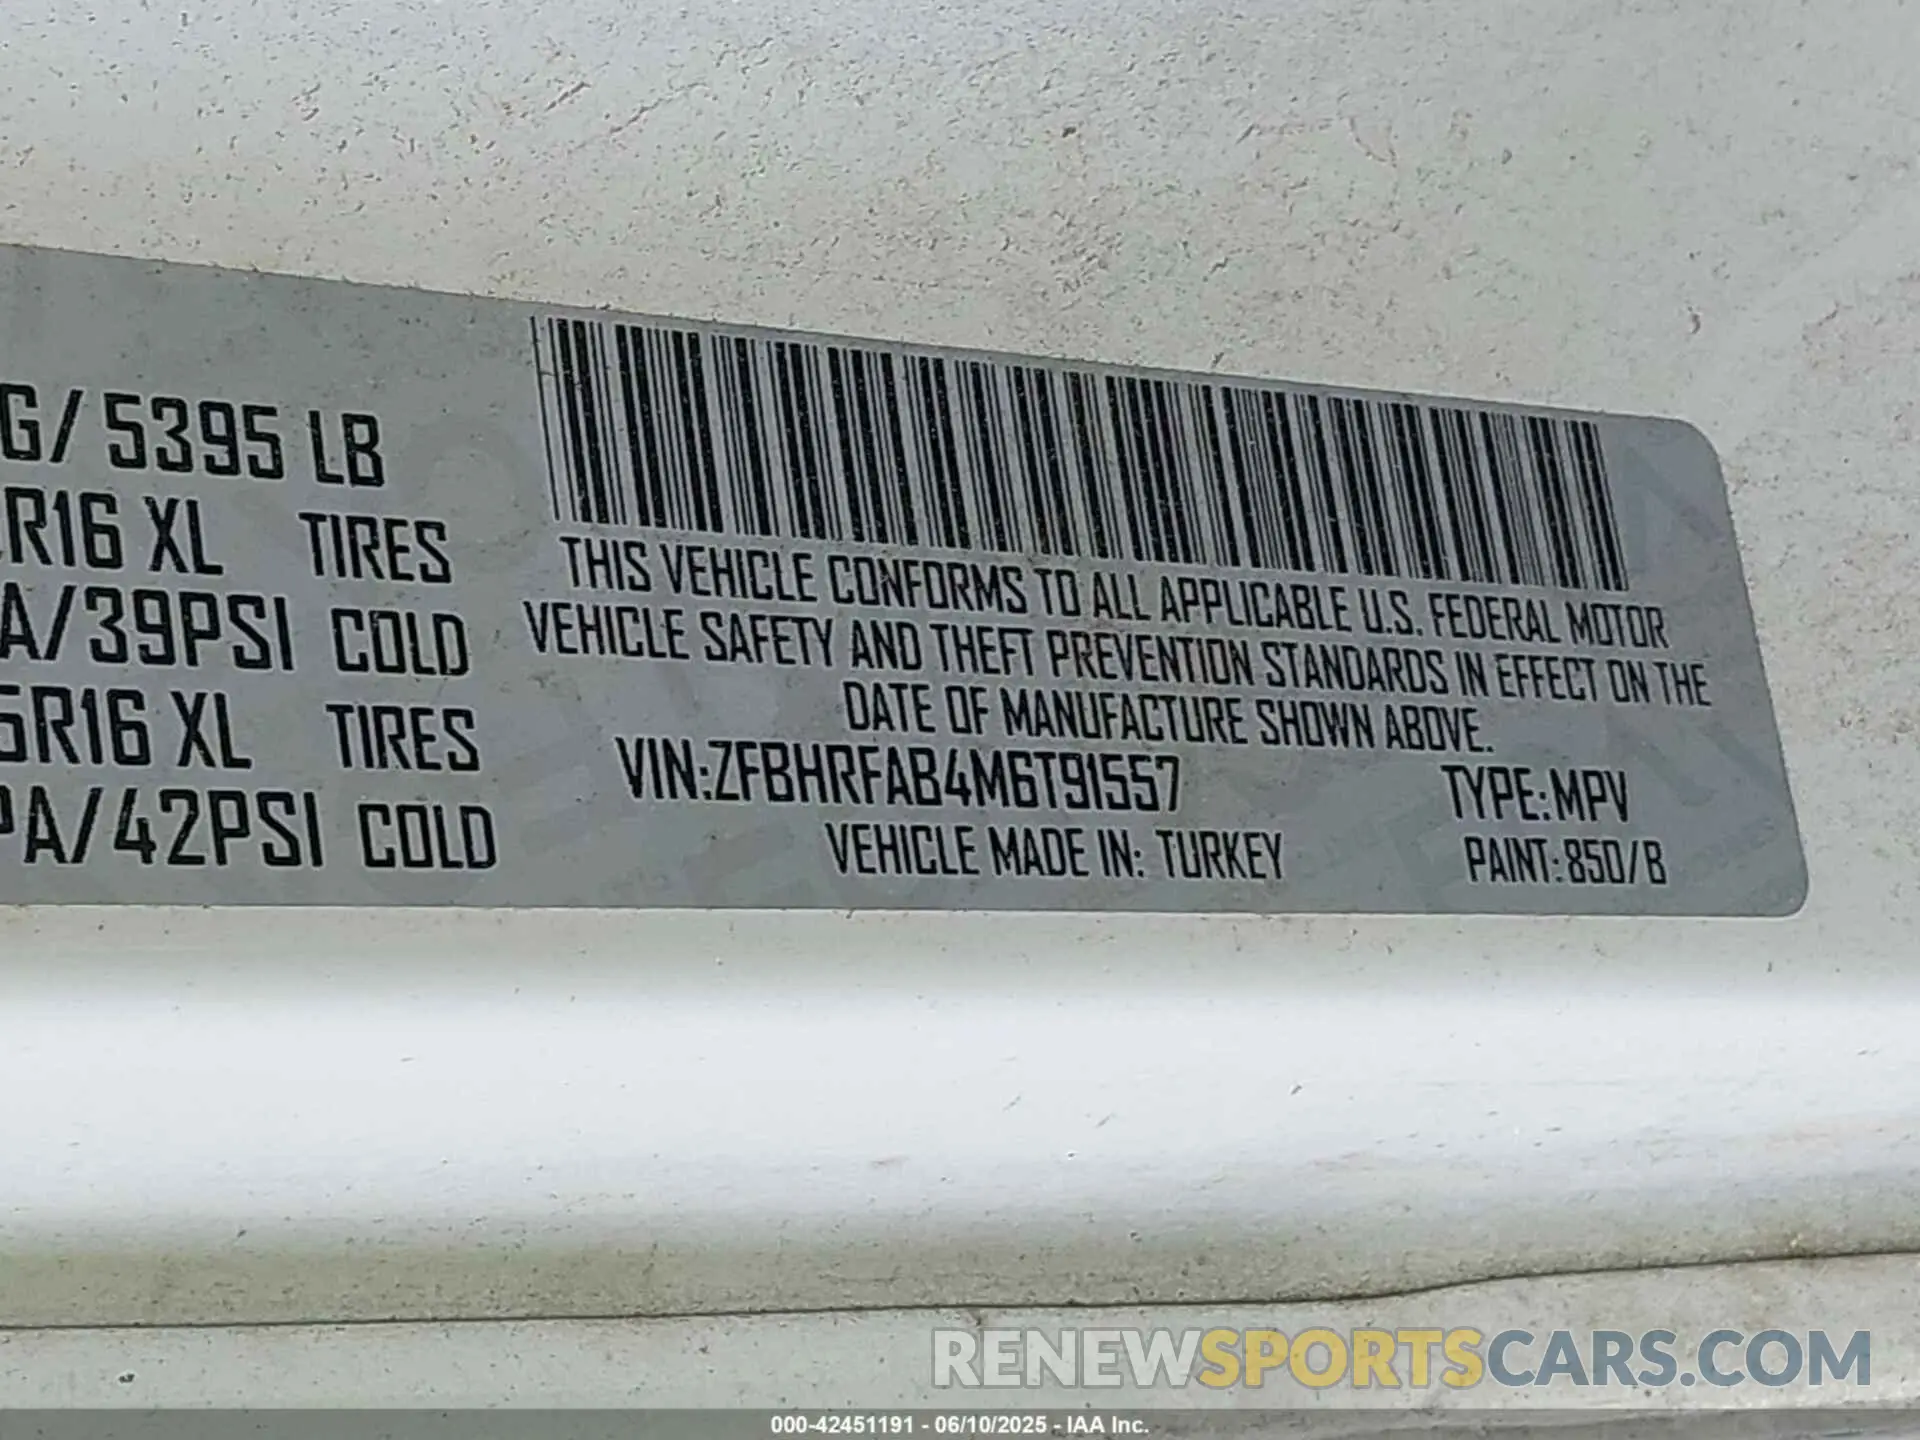 G/ 5395 LB
R16 XL TIRES
A/39PSI COLD
5R16 XL TIRES
PA/42PSI COLD
THIS VEHICLE CONFORMS TO ALL APPLICABLE U.S. FEDERAL MOTOR
VEHICLE SAFETY AND THEFT PREVENTION STANDARDS IN EFFECT ON THE
DATE OF MANUFACTURE SHOWN ABOVE.
VIN:ZFBHRFAB4M6T91557 TYPE:MPV
VEHICLE MADE IN: TURKEY PAINT:850/B
RENEWSPORTSCARS.COM
000-42451191 - 06/10/2025 - IAA Inc.